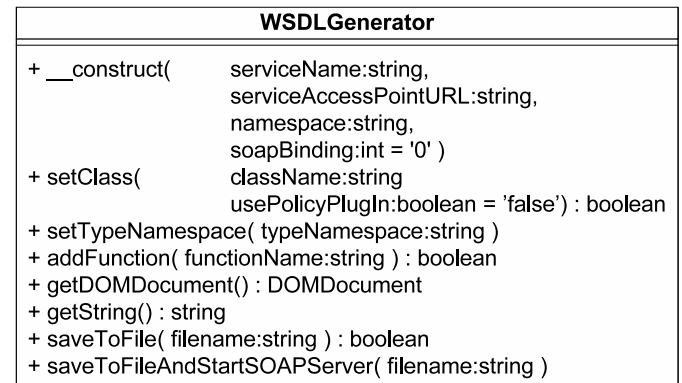 WSDLGenerator
+ __construct( serviceName:string,
serviceAccessPointURL:string,
namespace:string,
soapBinding:int = '0' )
+ setClass( className:string
usePolicyPlugIn:boolean = ’false’) : boolean
+ setTypeNamespace( typeNamespace:string )
+ addFunction( functionName:string ) : boolean
+ getDOMDocument() : DOMDocument
+ getString() : string
+ saveToFile( filename:string ) : boolean
+ saveToFileAndStartSOAPServer( filename:string )